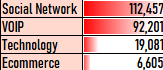 Social Network 112,457
VOIP 92,201
Technology 19,081
Ecommerce 6,605